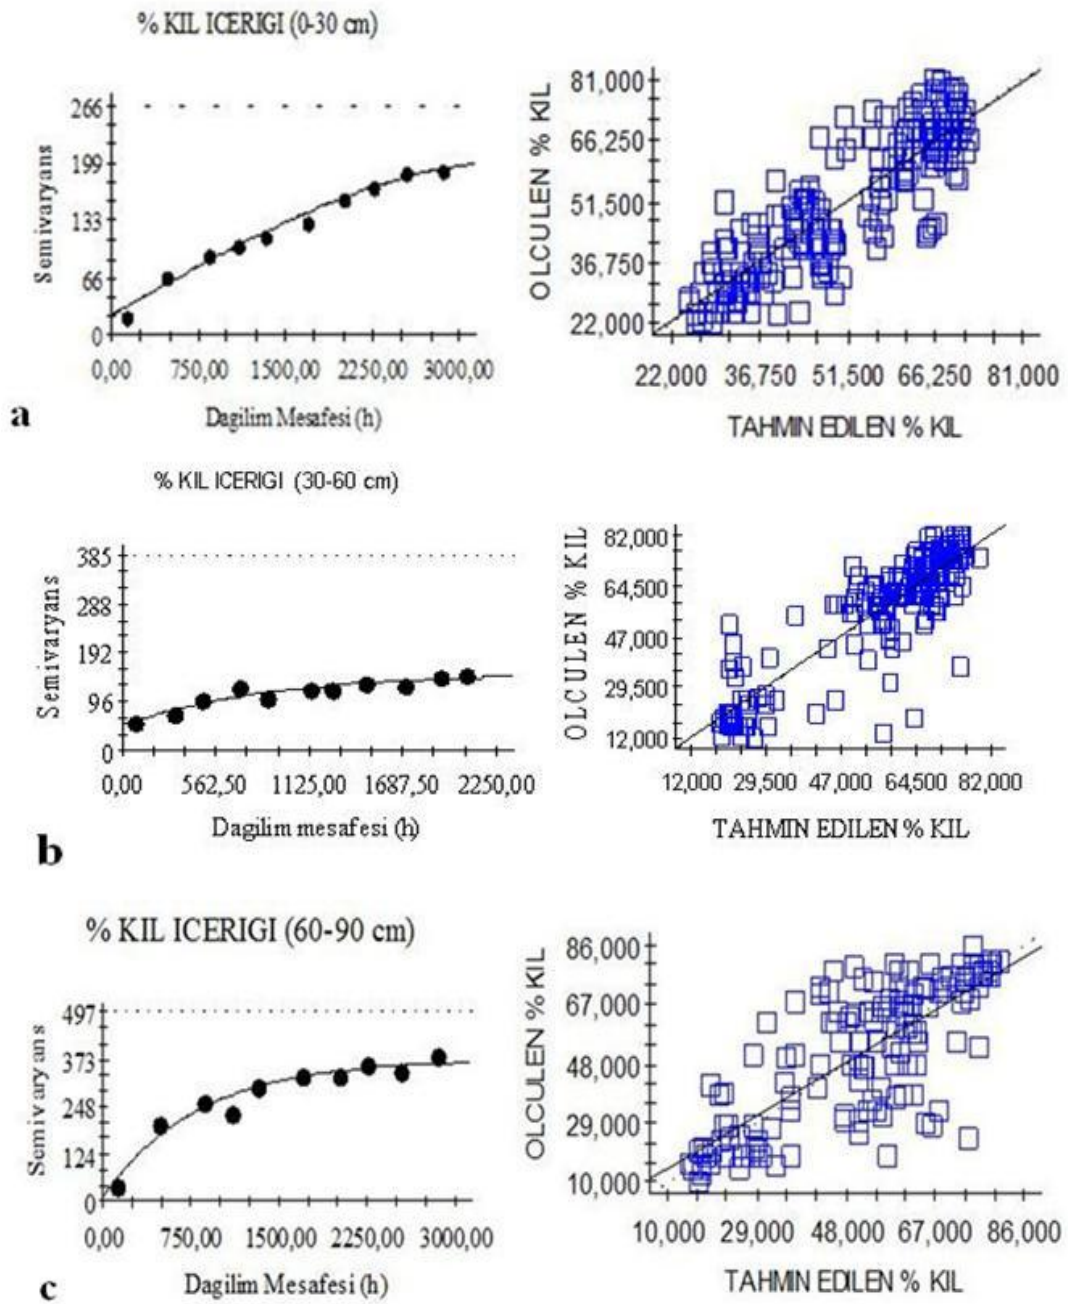 % KIL ICERIGI (0-30 cm)
Semivaryans
266
199
133
66
0
0,00 750,00 1500,00 2250,00 3000,00
Dagilim Mesafesi (h)
OLCULEN % KIL
81,000
66,250
51,500
36,750
22,000
22,000 36,750 51,500 66,250 81,000
TAHMIN EDILEN % KIL
a
% KIL ICERIGI (30-60 cm)
Semivaryans
385
288
192
96
0
0,00 562,50 1125,00 1687,50 2250,00
Dagilim mesafesi (h)
OLCULEN % KIL
82,000
64,500
47,000
29,500
12,000
12,000 29,500 47,000 64,500 82,000
TAHMIN EDILEN % KIL
b
% KIL ICERIGI (60-90 cm)
Semivaryans
497
373
248
124
0
0,00 750,00 1500,00 2250,00 3000,00
Dagilim Mesafesi (h)
OLCULEN % KIL
86,000
67,000
48,000
29,000
10,000
10,000 29,000 48,000 67,000 86,000
TAHMIN EDILEN % KIL
c